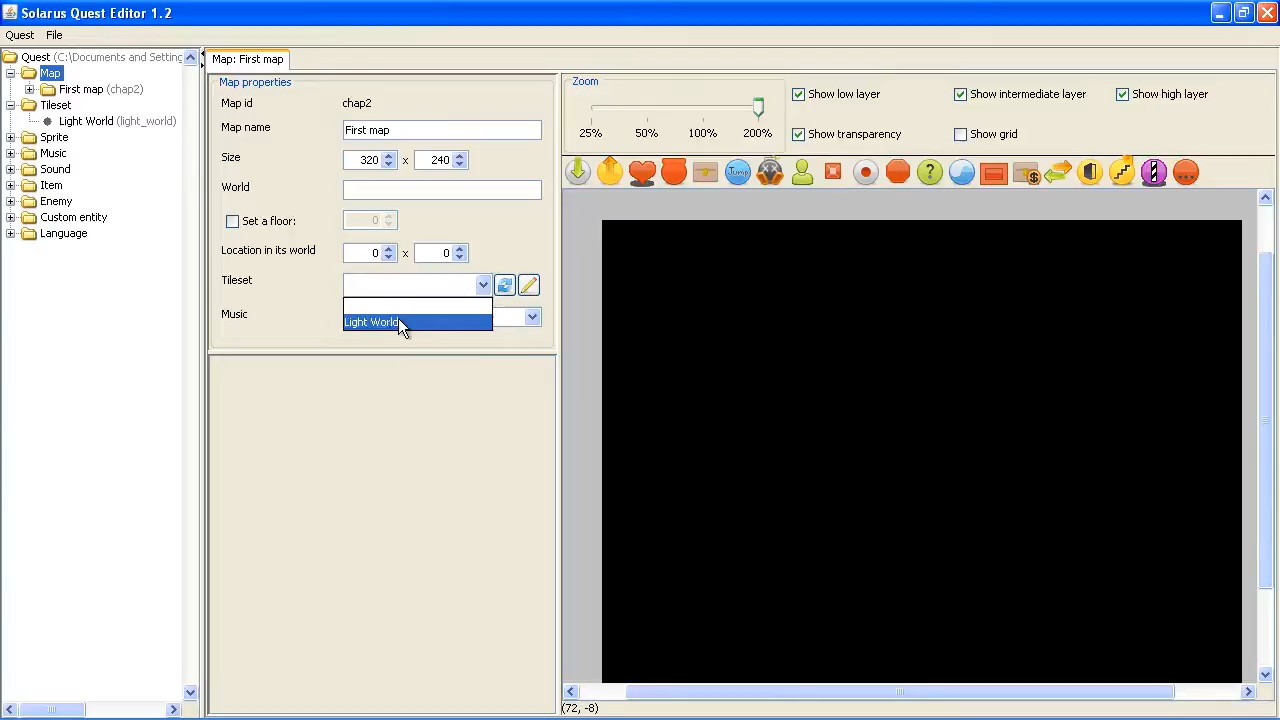 Solarus Quest Editor 1.2
Quest File
Quest (C:\Documents and Setting
Map
First map (chap2)
Tileset
Light World (light_world)
Sprite
Music
Sound
Item
Enemy
Custom entity
Language
Map: First map
Map properties
Map id chap2
Map name First map
Size 320 x 240
World
Set a floor: 0
Location in its world 0 x 0
Tileset
Light World
Music
Zoom
25% 50% 100% 200%
Show low layer Show intermediate layer Show high layer
Show transparency Show grid
Jump
?
$
(72, -8)